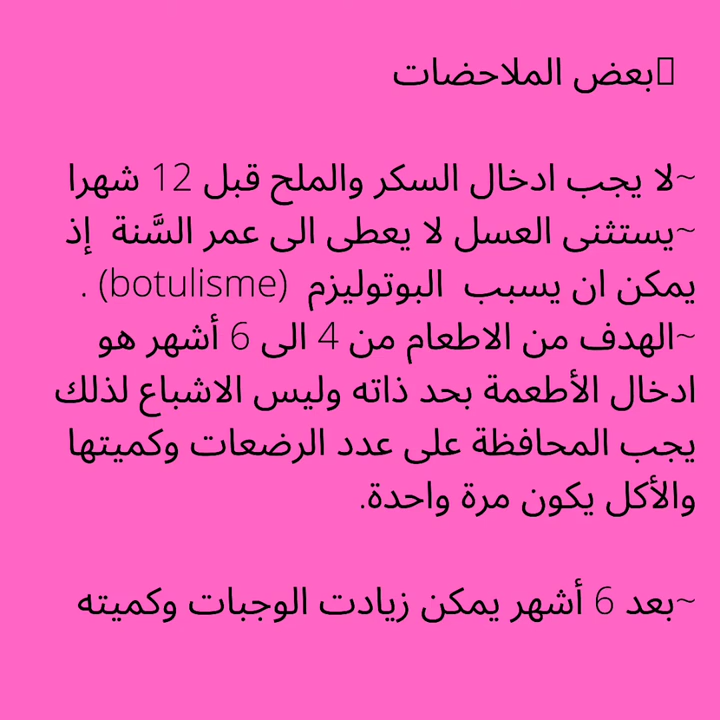 بعض الملاحضات
~لا يجب ادخال السكر والملح قبل 12 شهرا
~يستثنى العسل لا يعطى الى عمر السَّنة إذ
يمكن ان يسبب البوتوليزم (botulisme) .
~الهدف من الاطعام من 4 الى 6 أشهر هو
ادخال الأطعمة بحد ذاته وليس الاشباع لذلك
يجب المحافظة على عدد الرضعات وكميتها
والأكل يكون مرة واحدة.
~بعد 6 أشهر يمكن زيادت الوجبات وكميته